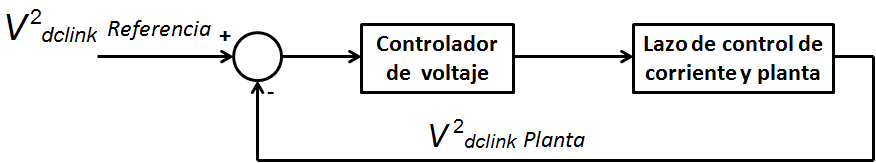 V²dclink Referencia
+
-
Controlador
de voltaje
Lazo de control de
corriente y planta
V²dclink Planta